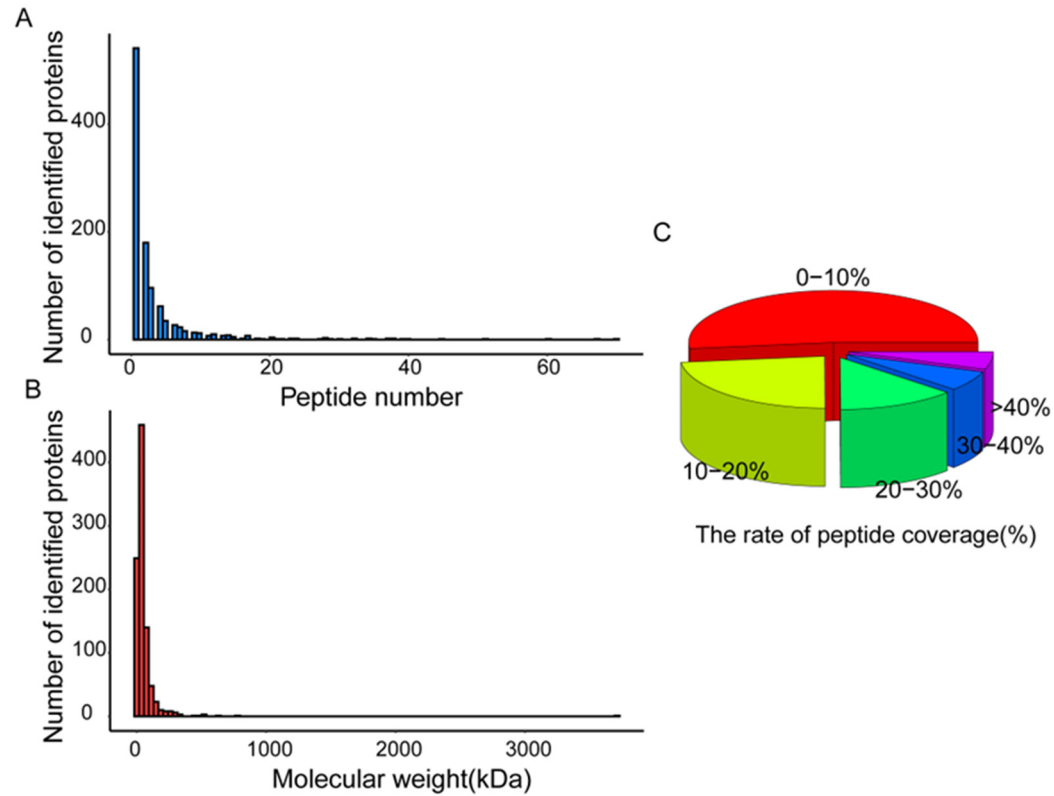 A
Number of identified proteins
400
200
0
0 20 40 60
Peptide number
B
Number of identified proteins
400
300
200
100
0
0 1000 2000 3000
Molecular weight(kDa)
C
0−10%
>40%
30−40%
10−20%
20−30%
The rate of peptide coverage(%)